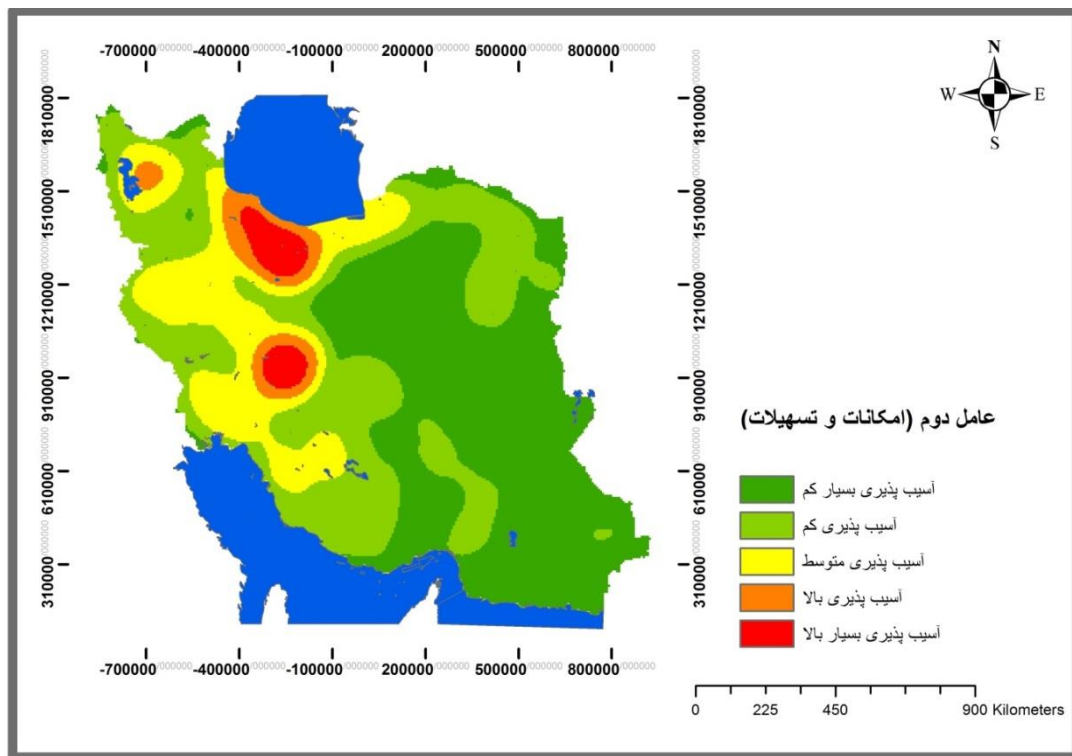 -700000 -400000 -100000 200000 500000 800000
N
W E
S
1810000
1510000
1210000
910000
610000
310000
1810000
1510000
1210000
910000
610000
310000
عامل دوم (امکانات و تسهیلات)
آسیب پذیری بسیار کم
آسیب پذیری کم
آسیب پذیری متوسط
آسیب پذیری بالا
آسیب پذیری بسیار بالا
-700000 -400000 -100000 200000 500000 800000
0 225 450 900 Kilometers